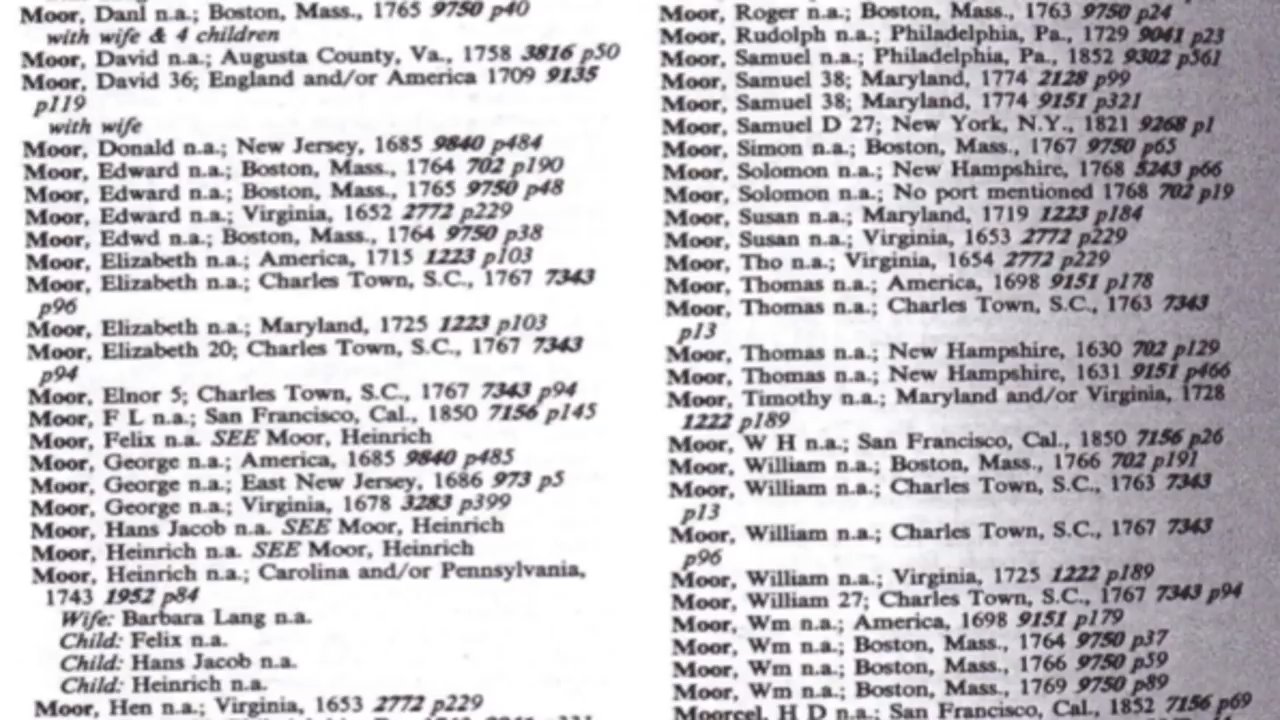 Moor, Danl n.a.; Boston, Mass., 1765 9750 p40
with wife & 4 children
Moor, David n.a.; Augusta County, Va., 1758 3816 p50
Moor, David 36; England and/or America 1709 9135
p119
with wife
Moor, Donald n.a.; New Jersey, 1685 9840 p484
Moor, Edward n.a.; Boston, Mass., 1764 702 p190
Moor, Edward n.a.; Boston, Mass., 1765 9750 p48
Moor, Edward n.a.; Virginia, 1652 2772 p229
Moor, Edwd n.a.; Boston, Mass., 1764 9750 p38
Moor, Elizabeth n.a.; America, 1715 1223 p103
Moor, Elizabeth n.a.; Charles Town, S.C., 1767 7343
p96
Moor, Elizabeth n.a.; Maryland, 1725 1223 p103
Moor, Elizabeth 20; Charles Town, S.C., 1767 7343
p94
Moor, Elnor 5; Charles Town, S.C., 1767 7343 p94
Moor, F L n.a.; San Francisco, Cal., 1850 7156 p145
Moor, Felix n.a. SEE Moor, Heinrich
Moor, George n.a.; America, 1685 9840 p485
Moor, George n.a.; East New Jersey, 1686 973 p5
Moor, George n.a.; Virginia, 1678 3283 p399
Moor, Hans Jacob n.a. SEE Moor, Heinrich
Moor, Heinrich n.a. SEE Moor, Heinrich
Moor, Heinrich n.a.; Carolina and/or Pennsylvania,
1743 1952 p84
Wife: Barbara Lang n.a.
Child: Felix n.a.
Child: Hans Jacob n.a.
Child: Heinrich n.a.
Moor, Hen n.a.; Virginia, 1653 2772 p229
Moor, Roger n.a.; Boston, Mass., 1763 9750 p24
Moor, Rudolph n.a.; Philadelphia, Pa., 1729 9041 p23
Moor, Samuel n.a.; Philadelphia, Pa., 1852 9302 p561
Moor, Samuel 38; Maryland, 1774 2128 p99
Moor, Samuel 38; Maryland, 1774 9151 p321
Moor, Samuel D 27; New York, N.Y., 1821 9268 p1
Moor, Simon n.a.; Boston, Mass., 1767 9750 p65
Moor, Solomon n.a.; New Hampshire, 1768 5243 p66
Moor, Solomon n.a.; No port mentioned 1768 702 p19
Moor, Susan n.a.; Maryland, 1719 1223 p184
Moor, Susan n.a.; Virginia, 1653 2772 p229
Moor, Tho n.a.; Virginia, 1654 2772 p229
Moor, Thomas n.a.; America, 1698 9151 p178
Moor, Thomas n.a.; Charles Town, S.C., 1763 7343
p13
Moor, Thomas n.a.; New Hampshire, 1630 702 p129
Moor, Thomas n.a.; New Hampshire, 1631 9151 p466
Moor, Timothy n.a.; Maryland and/or Virginia, 1728
1222 p189
Moor, W H n.a.; San Francisco, Cal., 1850 7156 p26
Moor, William n.a.; Boston, Mass., 1766 702 p191
Moor, William n.a.; Charles Town, S.C., 1763 7343
p13
Moor, William n.a.; Charles Town, S.C., 1767 7343
p96
Moor, William n.a.; Virginia, 1725 1222 p189
Moor, William 27; Charles Town, S.C., 1767 7343 p94
Moor, Wm n.a.; America, 1698 9151 p179
Moor, Wm n.a.; Boston, Mass., 1764 9750 p37
Moor, Wm n.a.; Boston, Mass., 1766 9750 p59
Moor, Wm n.a.; Boston, Mass., 1769 9750 p89
Moorcel, H D n.a.; San Francisco, Cal., 1852 7156 p69